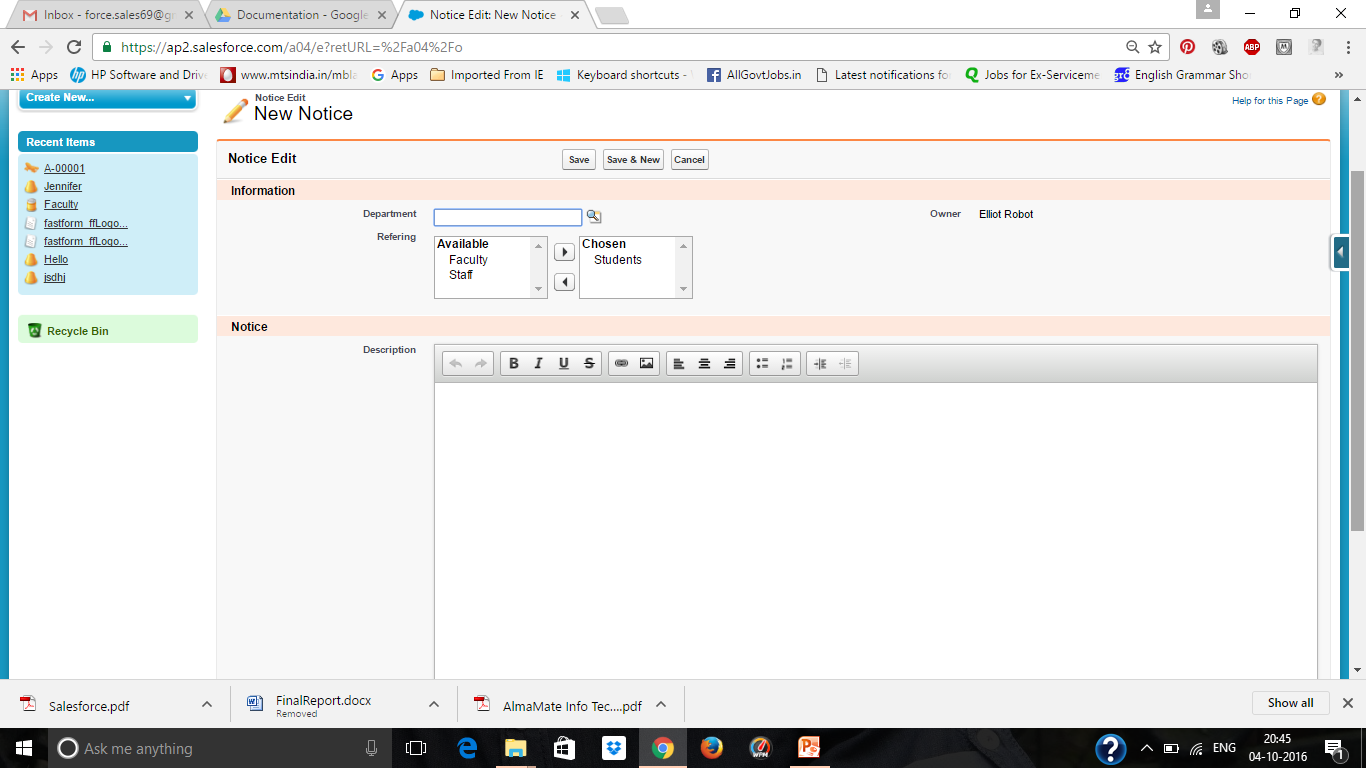 Inbox - force.sales69@gr
Documentation - Google
Notice Edit: New Notice
https://ap2.salesforce.com/a04/e?retURL=%2Fa04%2Fo
Apps
HP Software and Drive
www.mtsindia.in/mbla
Apps
Imported From IE
Keyboard shortcuts -
AllGovtJobs.in
Latest notifications fo
Jobs for Ex-Serviceme
English Grammar Sho
»
Create New...
Notice Edit
New Notice
Help for this Page
Recent Items
A-00001
Jennifer
Faculty
fastform_ffLogo...
fastform_ffLogo...
Hello
jsdhj
Recycle Bin
Notice Edit
Save
Save & New
Cancel
Information
Department
Owner
Elliot Robot
Refering
Available
Faculty
Staff
Chosen
Students
Notice
Description
B I U S
Salesforce.pdf
FinalReport.docx
Removed
AlmaMate Info Tec....pdf
Show all
Ask me anything
ENG
20:45
04-10-2016
1